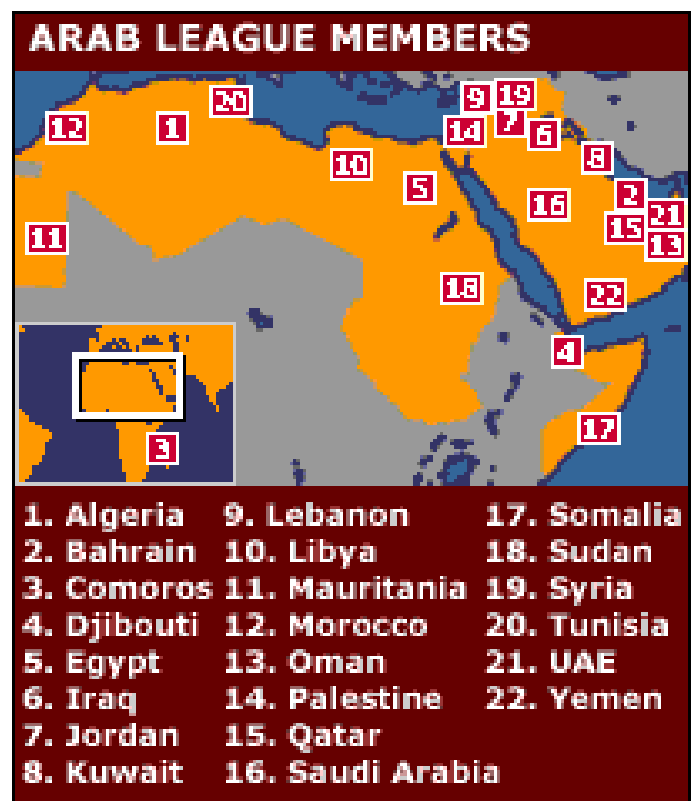 ARAB LEAGUE MEMBERS
20
9
19
12
1
14
7
6
8
10
5
16
2
21
15
13
11
18
22
4
17
3
1. Algeria
2. Bahrain
3. Comoros
4. Djibouti
5. Egypt
6. Iraq
7. Jordan
8. Kuwait
9. Lebanon
10. Libya
11. Mauritania
12. Morocco
13. Oman
14. Palestine
15. Qatar
16. Saudi Arabia
17. Somalia
18. Sudan
19. Syria
20. Tunisia
21. UAE
22. Yemen